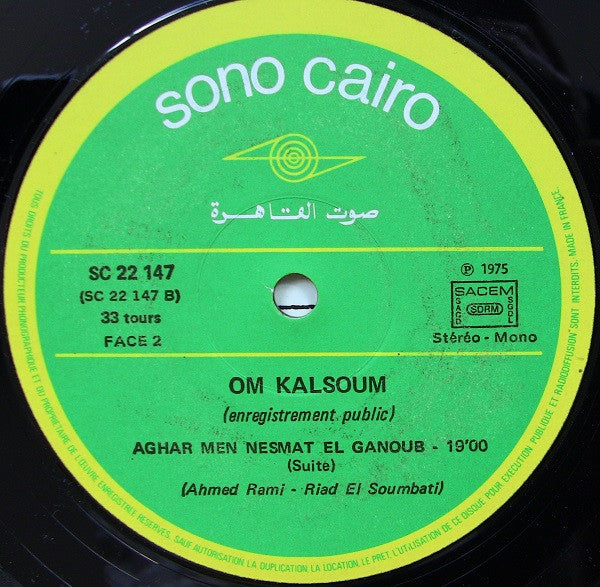 sono cairo
صوت القاهرة
SC 22 147
(SC 22 147 B)
33 tours
FACE 2
Ⓟ 1975
SACEM
SACD
SDRM
SGDL
Stéréo - Mono
OM KALSOUM
(enregistrement public)
AGHAR MEN NESMAT EL GANOUB - 19'00
(Suite)
(Ahmed Rami - Riad El Soumbati)
TOUS DROITS DU PRODUCTEUR PHONOGRAPHIQUE ET DU PROPRIETAIRE DE L'ŒUVRE ENREGISTREE RESERVES. SAUF AUTORISATION, LA DUPLICATION, LA LOCATION, LE PRET, L'UTILISATION DE CE DISQUE POUR EXECUTION PUBLIQUE ET RADIODIFFUSION SONT INTERDITS. MADE IN FRANCE.